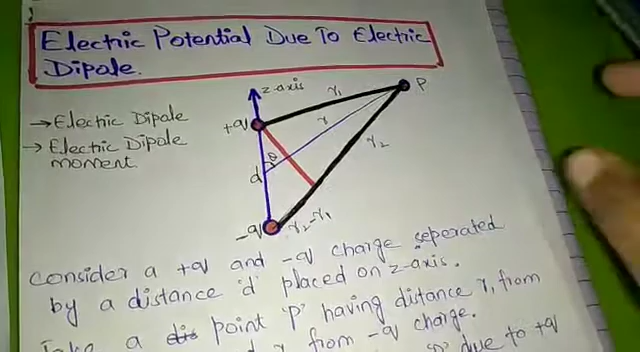 Electric Potential Due To Electric
Dipole.
z-axis
→Electric Dipole
→ Electric Dipole
moment.
+q
r₁
P
r
r₂
θ
d
-q
r₂-r₁
Consider a +q and -q charge seperated
by a distance 'd' placed on z-axis.
Take a point 'P' having distance r₁ from
r from -q charge.
'P' due to +q